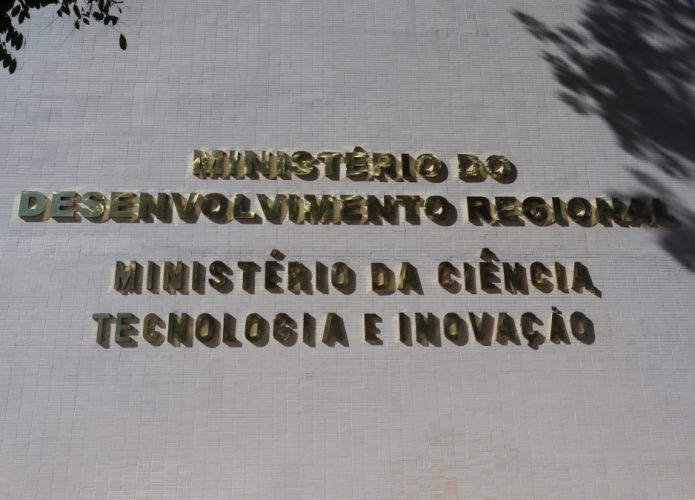 MINISTÉRIO DO
DESENVOLVIMENTO REGIONAL
MINISTÉRIO DA CIÊNCIA,
TECNOLOGIA E INOVAÇÃO